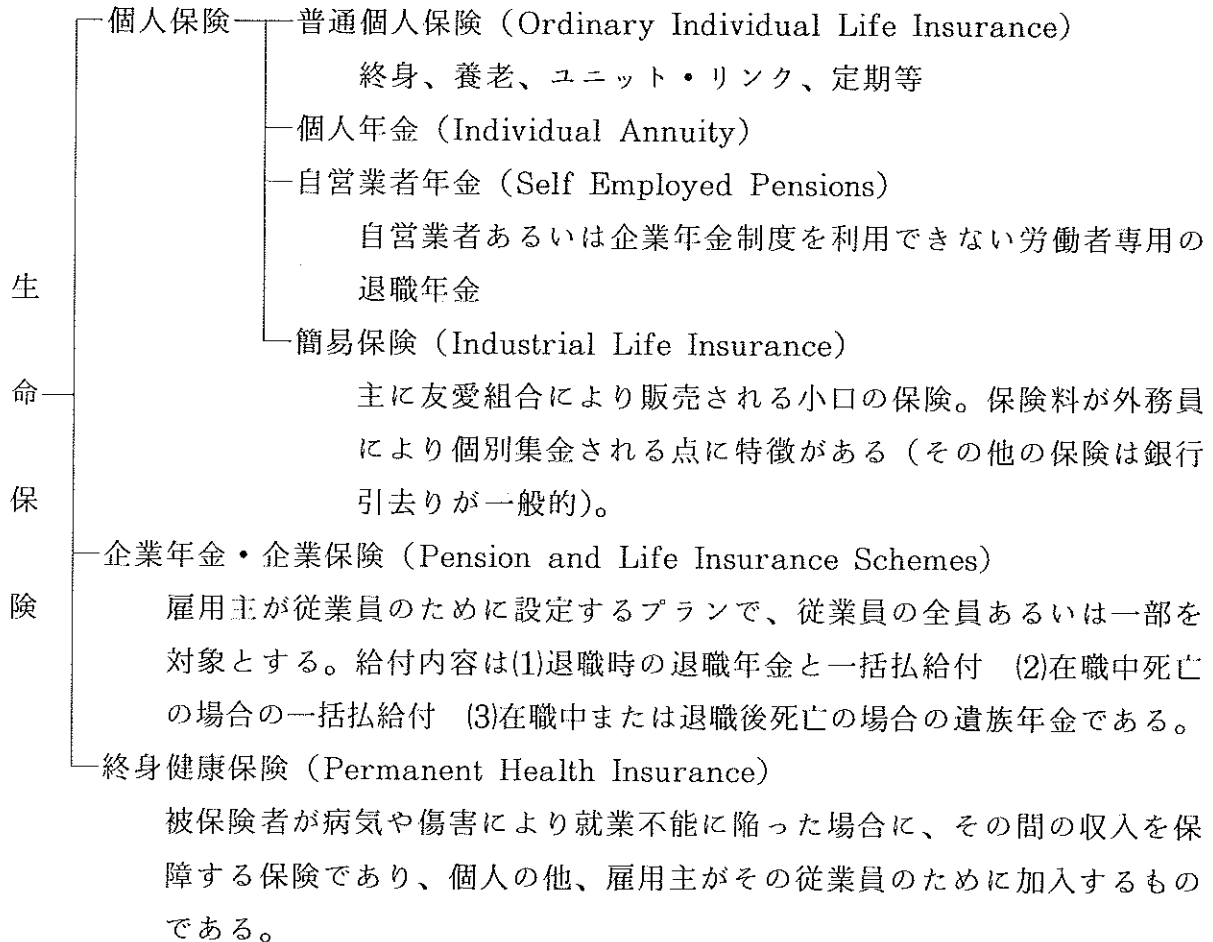 生命保険
個人保険
普通個人保険（Ordinary Individual Life Insurance）
終身、養老、ユニット・リンク、定期等
個人年金（Individual Annuity）
自営業者年金（Self Employed Pensions）
自営業者あるいは企業年金制度を利用できない労働者専用の
退職年金
簡易保険（Industrial Life Insurance）
主に友愛組合により販売される小口の保険。保険料が外務員
により個別集金される点に特徴がある（その他の保険は銀行
引去りが一般的）。
企業年金・企業保険（Pension and Life Insurance Schemes）
雇用主が従業員のために設定するプランで、従業員の全員あるいは一部を
対象とする。給付内容は(1)退職時の退職年金と一括払給付　(2)在職中死亡
の場合の一括払給付　(3)在職中または退職後死亡の場合の遺族年金である。
終身健康保険（Permanent Health Insurance）
被保険者が病気や傷害により就業不能に陥った場合に、その間の収入を保
障する保険であり、個人の他、雇用主がその従業員のために加入するもの
である。